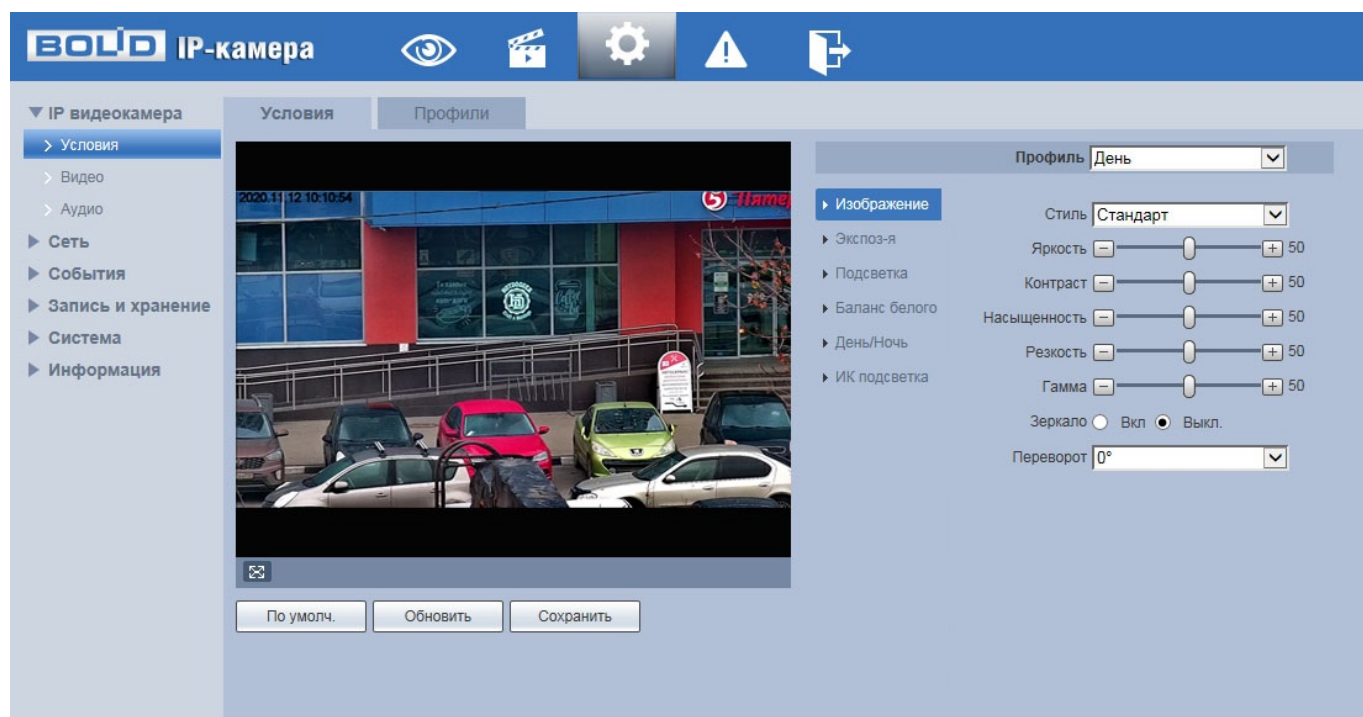 BOLID IP-камера
IP видеокамера
Условия
Видео
Аудио
Сеть
События
Запись и хранение
Система
Информация
Условия
Профили
2020.11.12 10:10:54
По умолч.
Обновить
Сохранить
Профиль День
Изображение
Экспоз-я
Подсветка
Баланс белого
День/Ночь
ИК подсветка
Стиль Стандарт
Яркость 50
Контраст 50
Насыщенность 50
Резкость 50
Гамма 50
Зеркало Вкл Выкл.
Переворот 0°